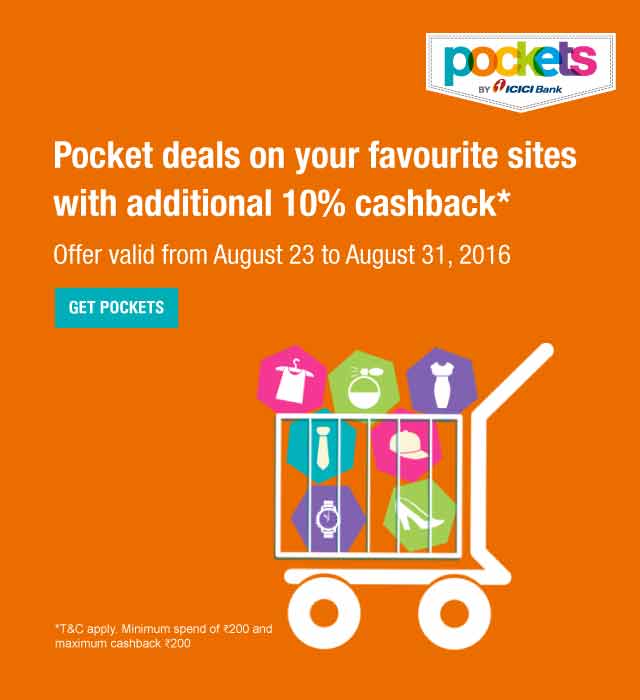 pockets
BY ICICI Bank
Pocket deals on your favourite sites
with additional 10% cashback*
Offer valid from August 23 to August 31, 2016
GET POCKETS
*T&C apply. Minimum spend of ₹200 and
maximum cashback ₹200